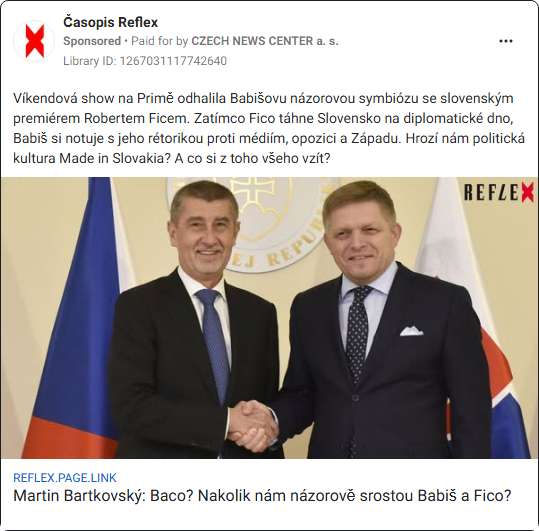 Časopis Reflex
Sponsored • Paid for by CZECH NEWS CENTER a. s.
Library ID: 1267031117742640
Víkendová show na Primě odhalila Babišovu názorovou symbiózu se slovenským
premiérem Robertem Ficem. Zatímco Fico táhne Slovensko na diplomatické dno,
Babiš si notuje s jeho rétorikou proti médiím, opozici a Západu. Hrozí nám politická
kultura Made in Slovakia? A co si z toho všeho vzít?
REFLEX
EJ REPUB
REFLEX.PAGE.LINK
Martin Bartkovský: Baco? Nakolik nám názorově srostou Babiš a Fico?